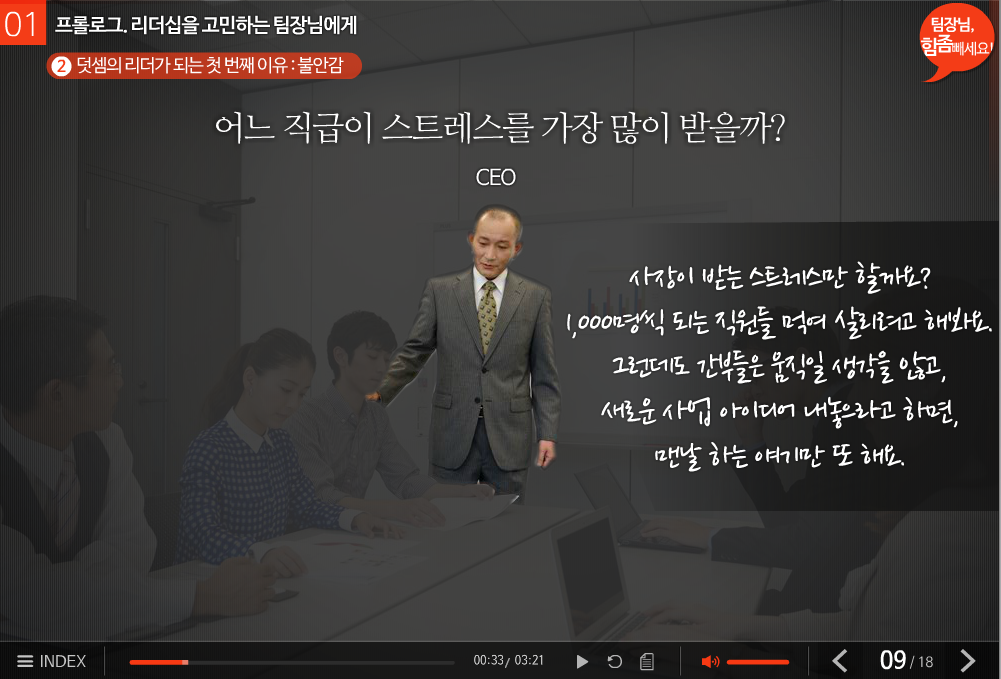 01
프롤로그. 리더십을 고민하는 팀장님에게
팀장님,
힘좀빼세요!
2 덧셈의 리더가 되는 첫 번째 이유 : 불안감
어느 직급이 스트레스를 가장 많이 받을까?
CEO
사장이 받는 스트레스만 할까요?
1,000명씩 되는 직원들 먹여 살리려고 해봐요.
그런데도 간부들은 움직일 생각을 않고,
새로운 사업 아이디어 내놓으라고 하면,
맨날 하는 얘기만 또 해요.
INDEX
00:33/ 03:21
09 / 18